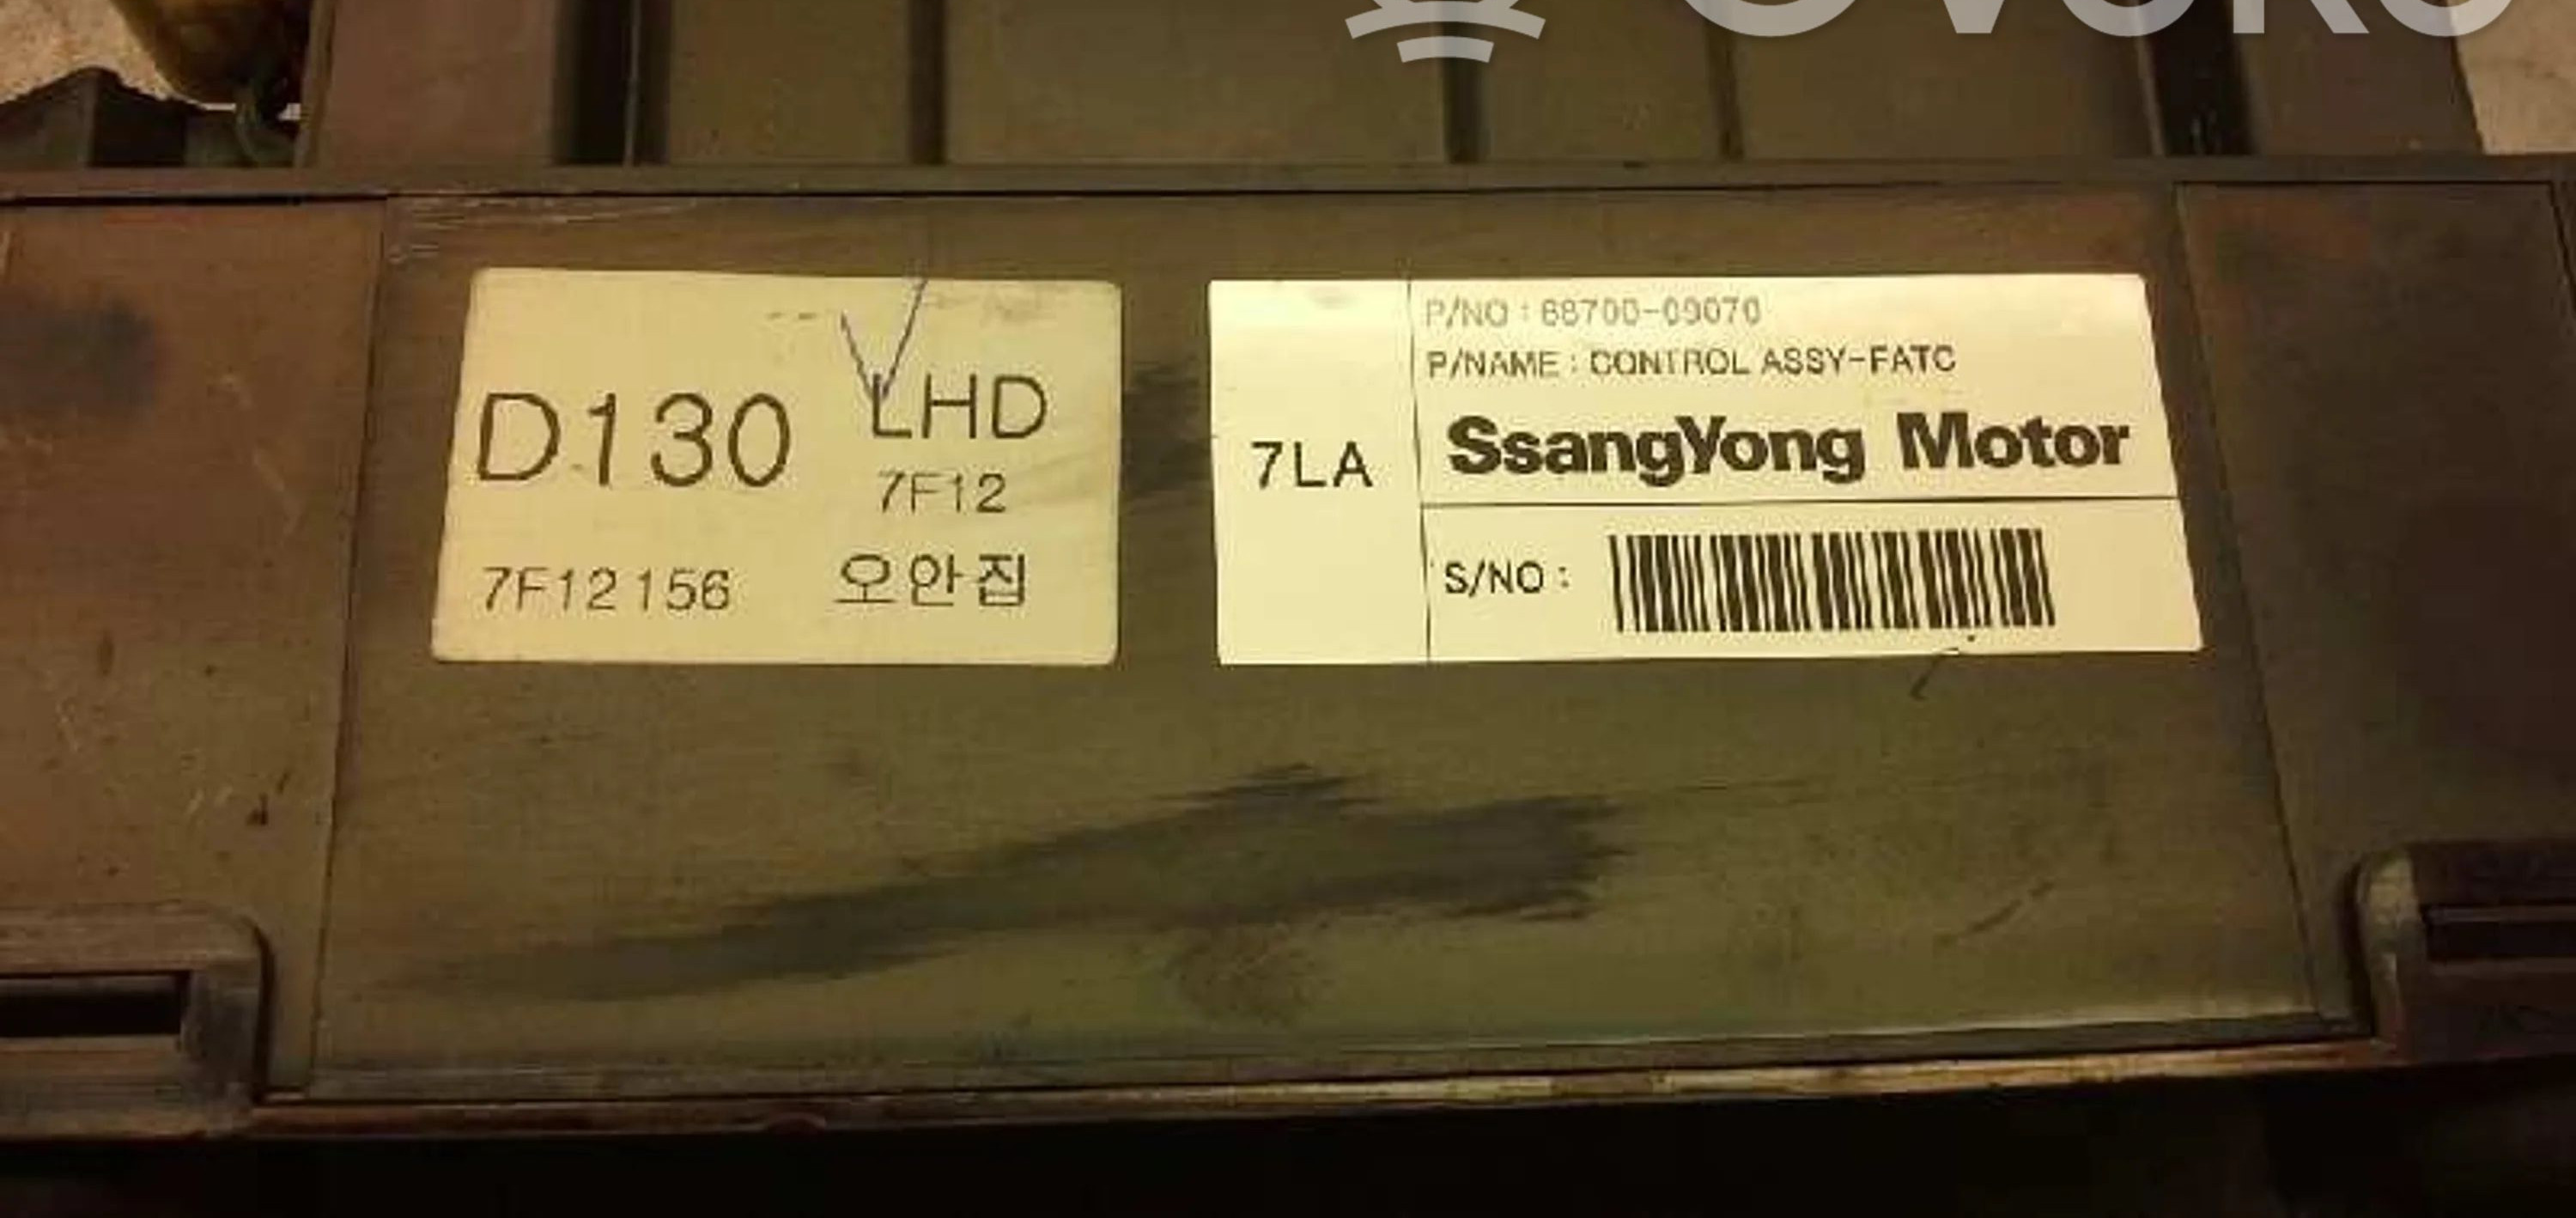 D130
LHD
7F12
7F12156
오안집
7LA
P/NO : 68700-09070
P/NAME : CONTROL ASSY-FATC
SsangYong Motor
S/NO :